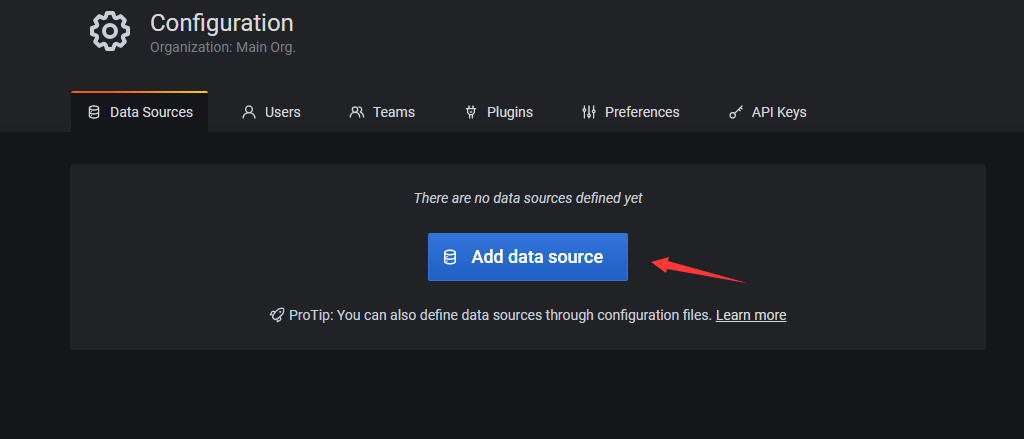 Configuration
Organization: Main Org.
Data Sources Users Teams Plugins Preferences API Keys
There are no data sources defined yet
Add data source
ProTip: You can also define data sources through configuration files. Learn more